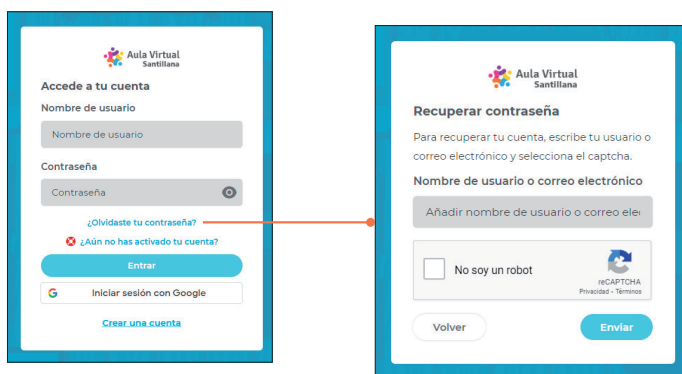 Aula Virtual
Santillana
Accede a tu cuenta
Nombre de usuario
Nombre de usuario
Contraseña
Contraseña
¿Olvidaste tu contraseña?
¿Aún no has activado tu cuenta?
Entrar
Iniciar sesión con Google
Crear una cuenta
Aula Virtual
Santillana
Recuperar contraseña
Para recuperar tu cuenta, escribe tu usuario o
correo electrónico y selecciona el captcha.
Nombre de usuario o correo electrónico
Añadir nombre de usuario o correo ele
No soy un robot
reCAPTCHA
Privacidad - Términos
Volver
Enviar